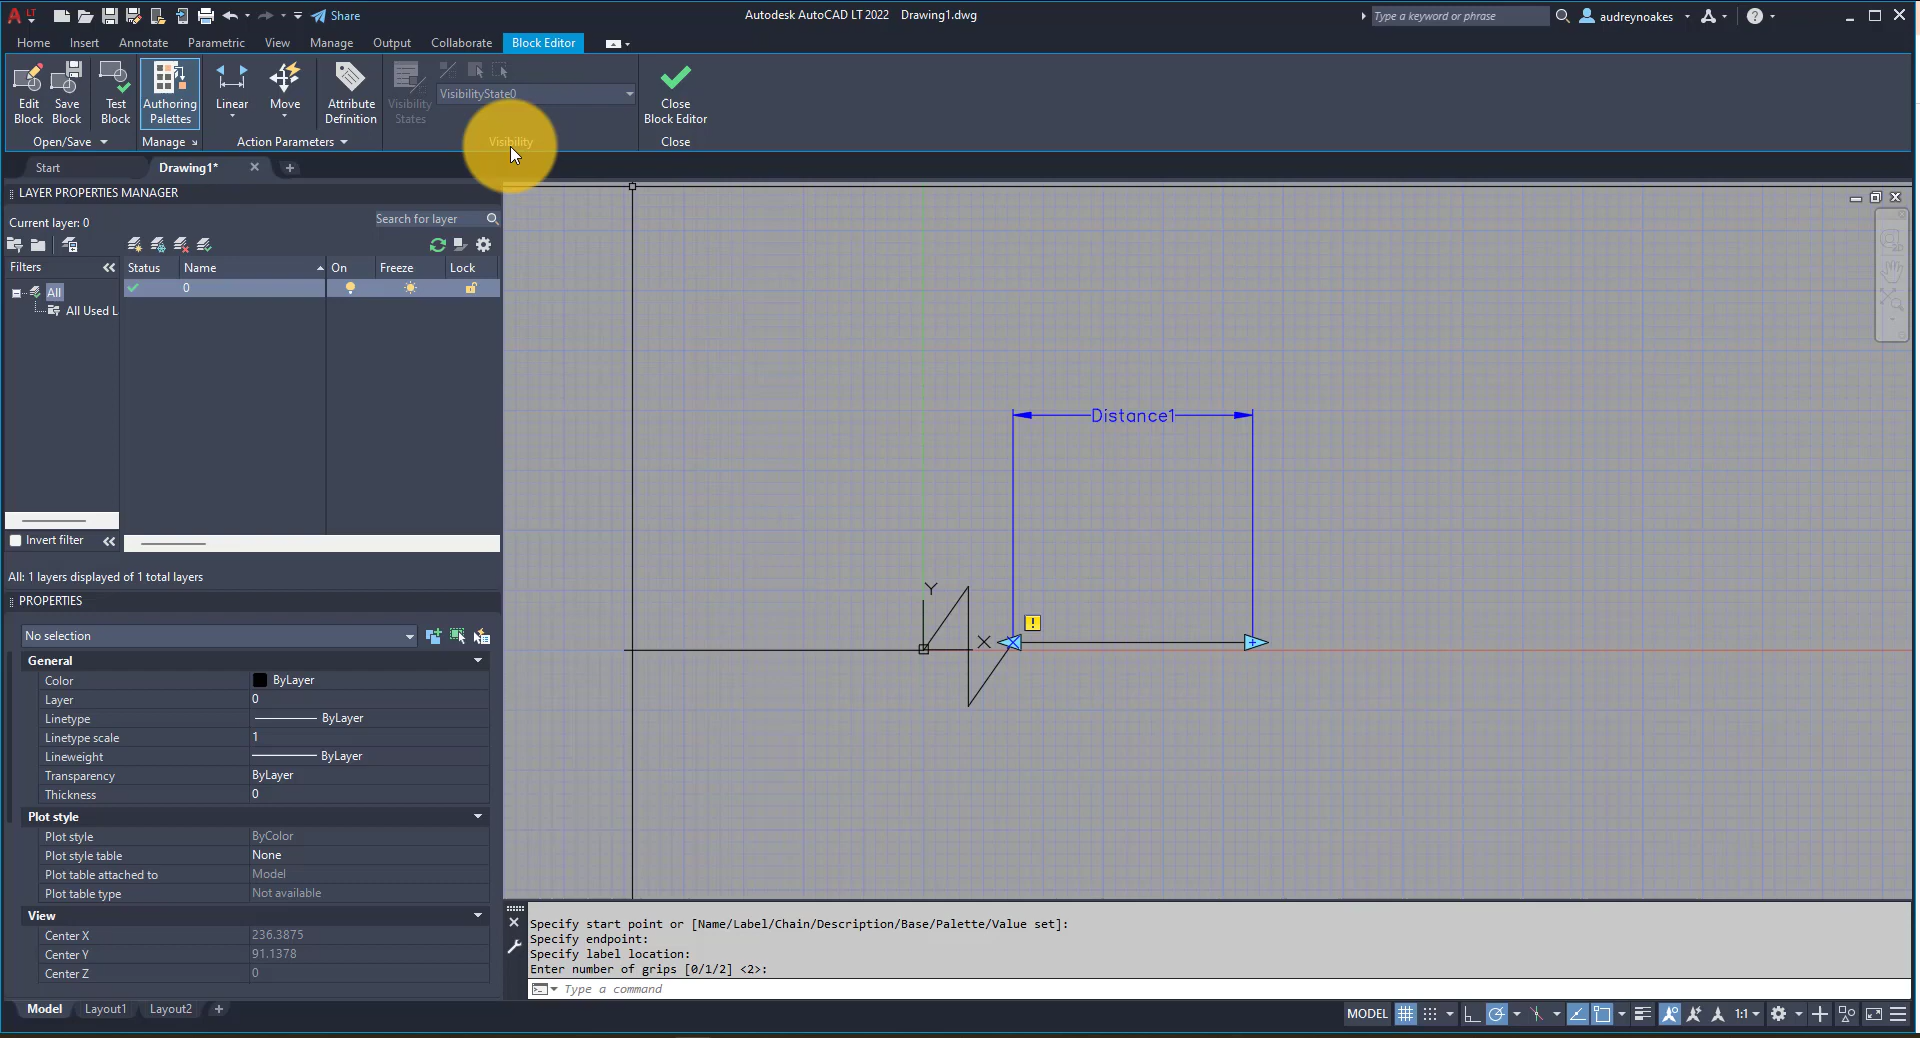 A LT
Share
Autodesk AutoCAD LT 2022 Drawing1.dwg
Type a keyword or phrase
audreynoakes
Home Insert Annotate Parametric View Manage Output Collaborate Block Editor
Edit Block
Save Block
Test Block
Authoring Palettes
Linear
Move
Attribute Definition
Visibility States
VisibilityState0
Close Block Editor
Open/Save Manage Action Parameters Visibility Close
Start Drawing1*
LAYER PROPERTIES MANAGER
Current layer: 0
Search for layer
Filters
Status Name On Freeze Lock
All
0
All Used L
Invert filter
All: 1 layers displayed of 1 total layers
PROPERTIES
No selection
General
Color ByLayer
Layer 0
Linetype ByLayer
Linetype scale 1
Lineweight ByLayer
Transparency ByLayer
Thickness 0
Plot style
Plot style ByColor
Plot style table None
Plot table attached to Model
Plot table type Not available
View
Center X 236.3875
Center Y 91.1378
Center Z 0
Distance1
Y
X
!
Specify start point or [Name/Label/Chain/Description/Base/Palette/Value set]:
Specify endpoint:
Specify label location:
Enter number of grips [0/1/2] <2>:
Type a command
Model Layout1 Layout2 +
MODEL 1:1